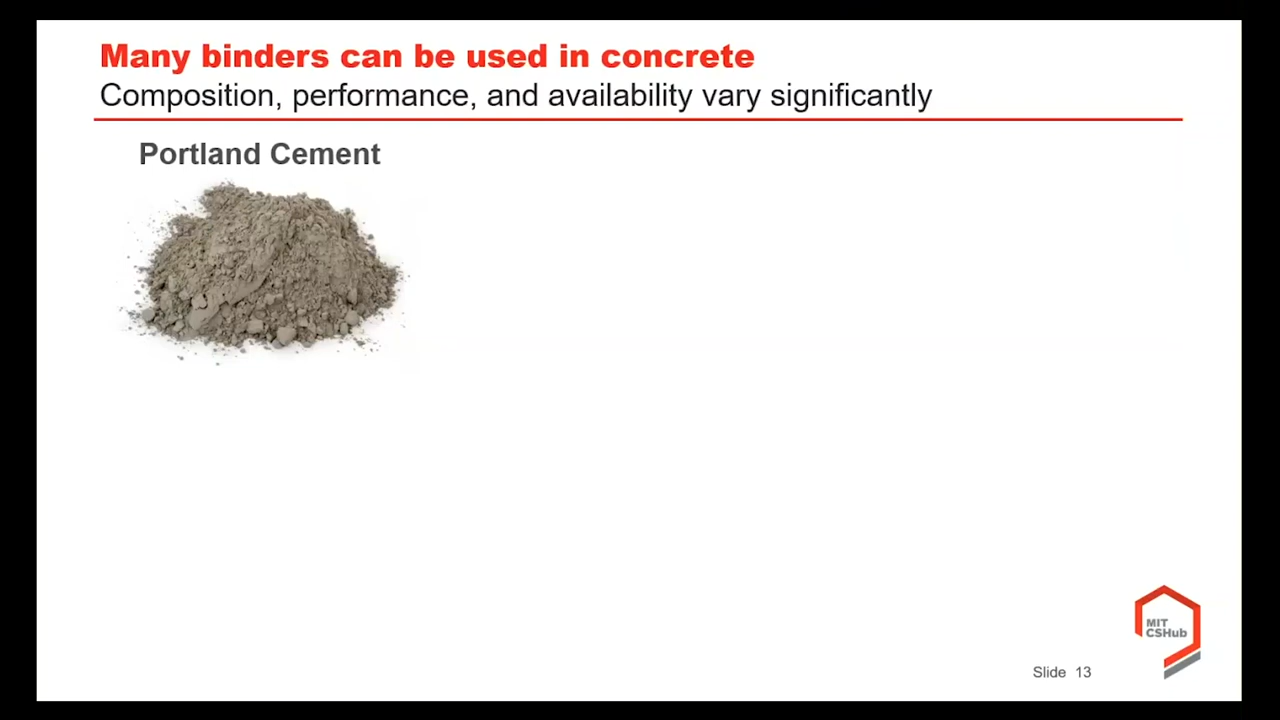 Many binders can be used in concrete
Composition, performance, and availability vary significantly
Portland Cement
MIT
CSHub
Slide 13